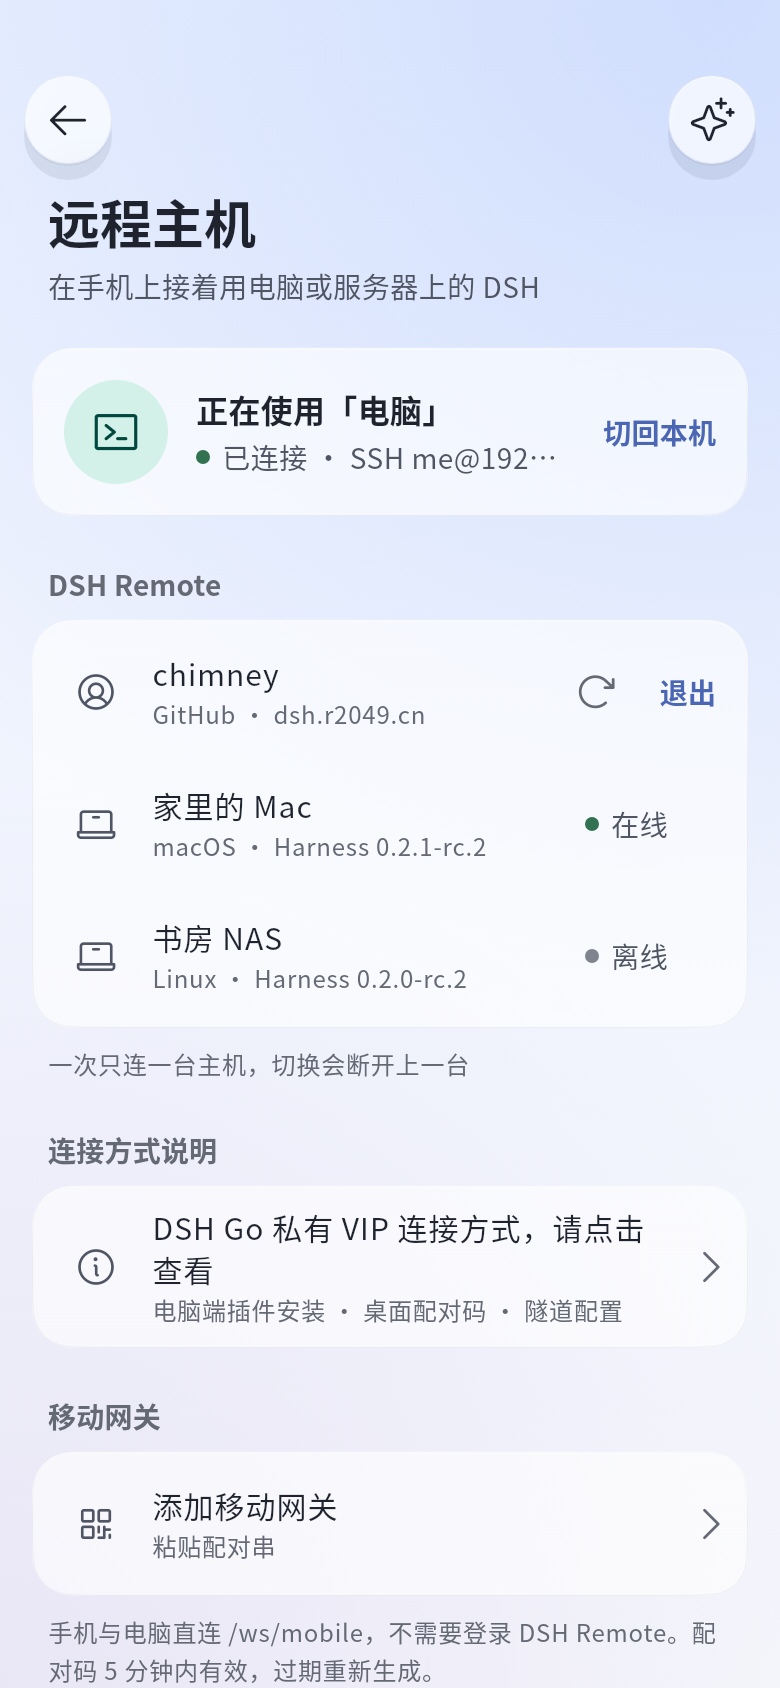 远程主机
在手机上接着用电脑或服务器上的 DSH
正在使用「电脑」
已连接 · SSH me@192…
切回本机
DSH Remote
chimney
GitHub · dsh.r2049.cn
退出
家里的 Mac
macOS · Harness 0.2.1-rc.2
在线
书房 NAS
Linux · Harness 0.2.0-rc.2
离线
一次只连一台主机，切换会断开上一台
连接方式说明
DSH Go 私有 VIP 连接方式，请点击
查看
电脑端插件安装 · 桌面配对码 · 隧道配置
移动网关
添加移动网关
粘贴配对串
手机与电脑直连 /ws/mobile，不需要登录 DSH Remote。配
对码 5 分钟内有效，过期重新生成。